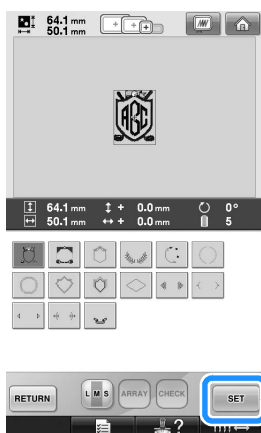 64.1 mm
50.1 mm
ABC
64.1 mm + 0.0 mm 0°
50.1 mm + 0.0 mm 5
RETURN L M S ARRAY CHECK SET
?